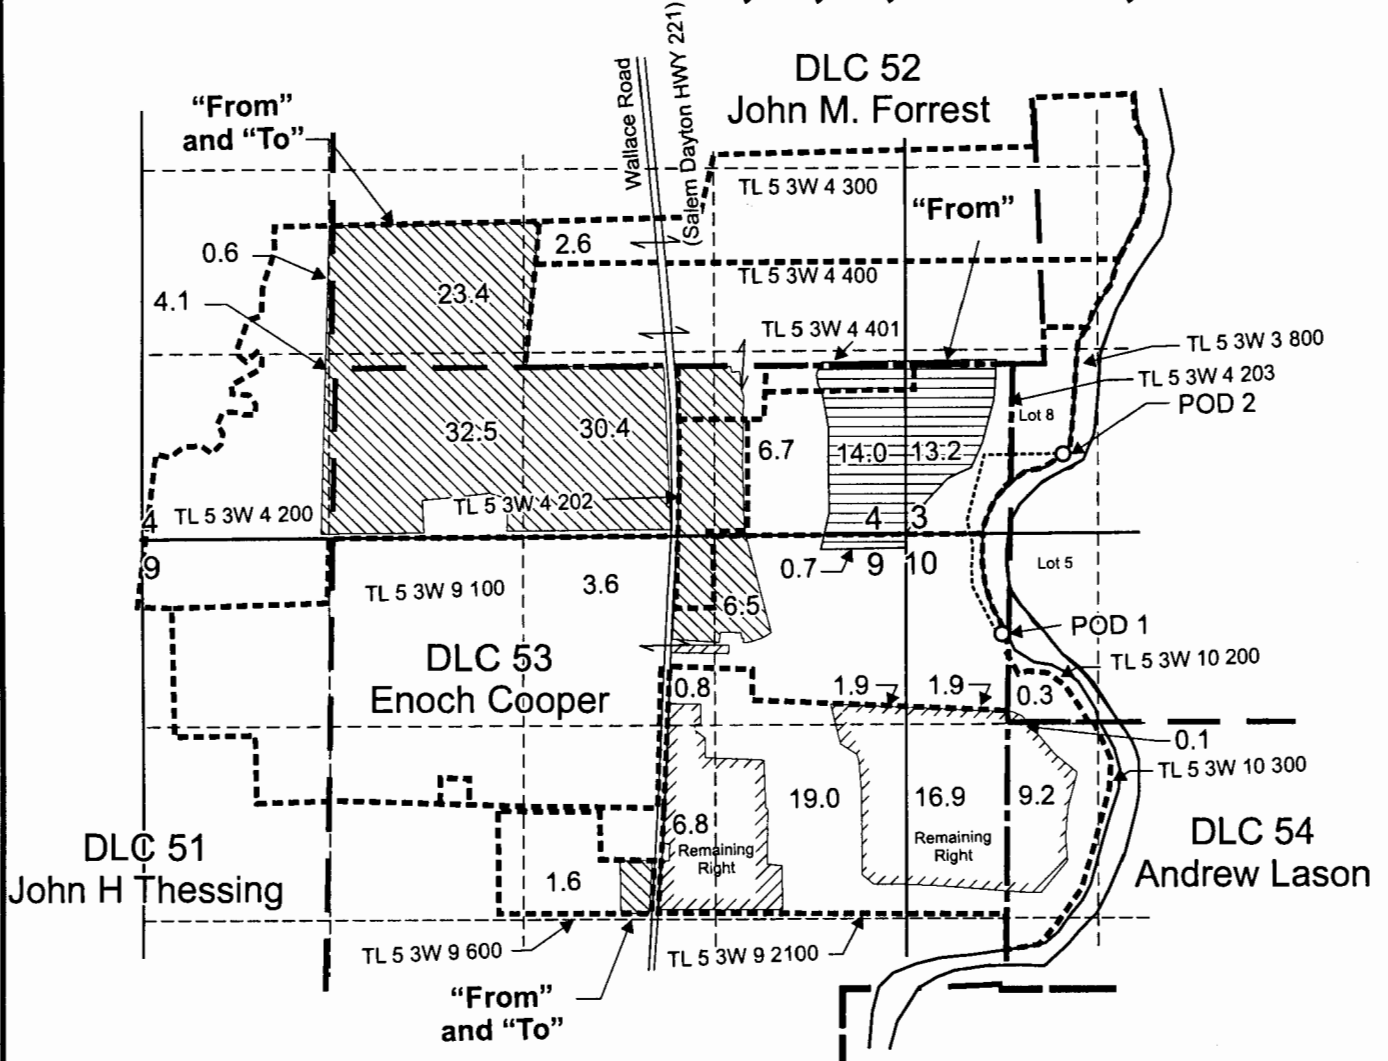 DLC 52
John M. Forrest
Wallace Road
(Salem Dayton HWY 221)
“From”
and “To”
TL 5 3W 4 300
“From”
0.6
2.6
TL 5 3W 4 400
4.1
23.4
TL 5 3W 4 401
TL 5 3W 3 800
TL 5 3W 4 203
POD 2
Lot 8
32.5
30.4
6.7
14.0
13.2
TL 5 3W 4 200
TL 5 3W 4 202
4
4
3
9
0.7
9
10
Lot 5
TL 5 3W 9 100
3.6
6.5
POD 1
DLC 53
Enoch Cooper
TL 5 3W 10 200
0.8
1.9
1.9
0.3
0.1
TL 5 3W 10 300
19.0
16.9
9.2
6.8
Remaining
Right
Remaining
Right
DLC 51
John H Thessing
DLC 54
Andrew Lason
1.6
TL 5 3W 9 600
TL 5 3W 9 2100
“From”
and “To”